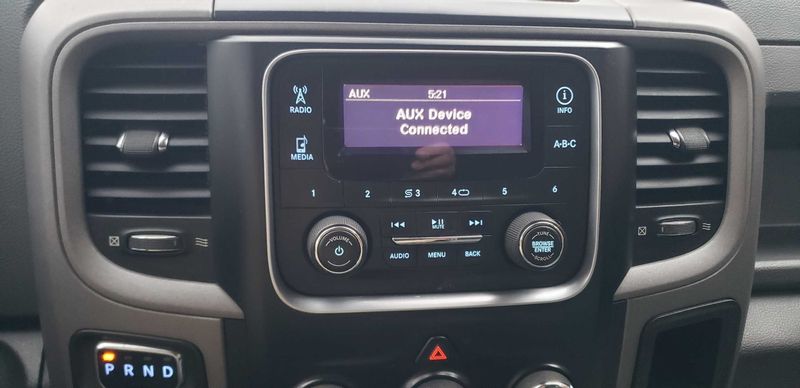 AUX 5:21
AUX Device
Connected
RADIO
INFO
MEDIA
A-B-C
1 2 3 4 5 6
VOLUME
MUTE
TUNE
BROWSE
ENTER
SCROLL
AUDIO MENU BACK
P R N D